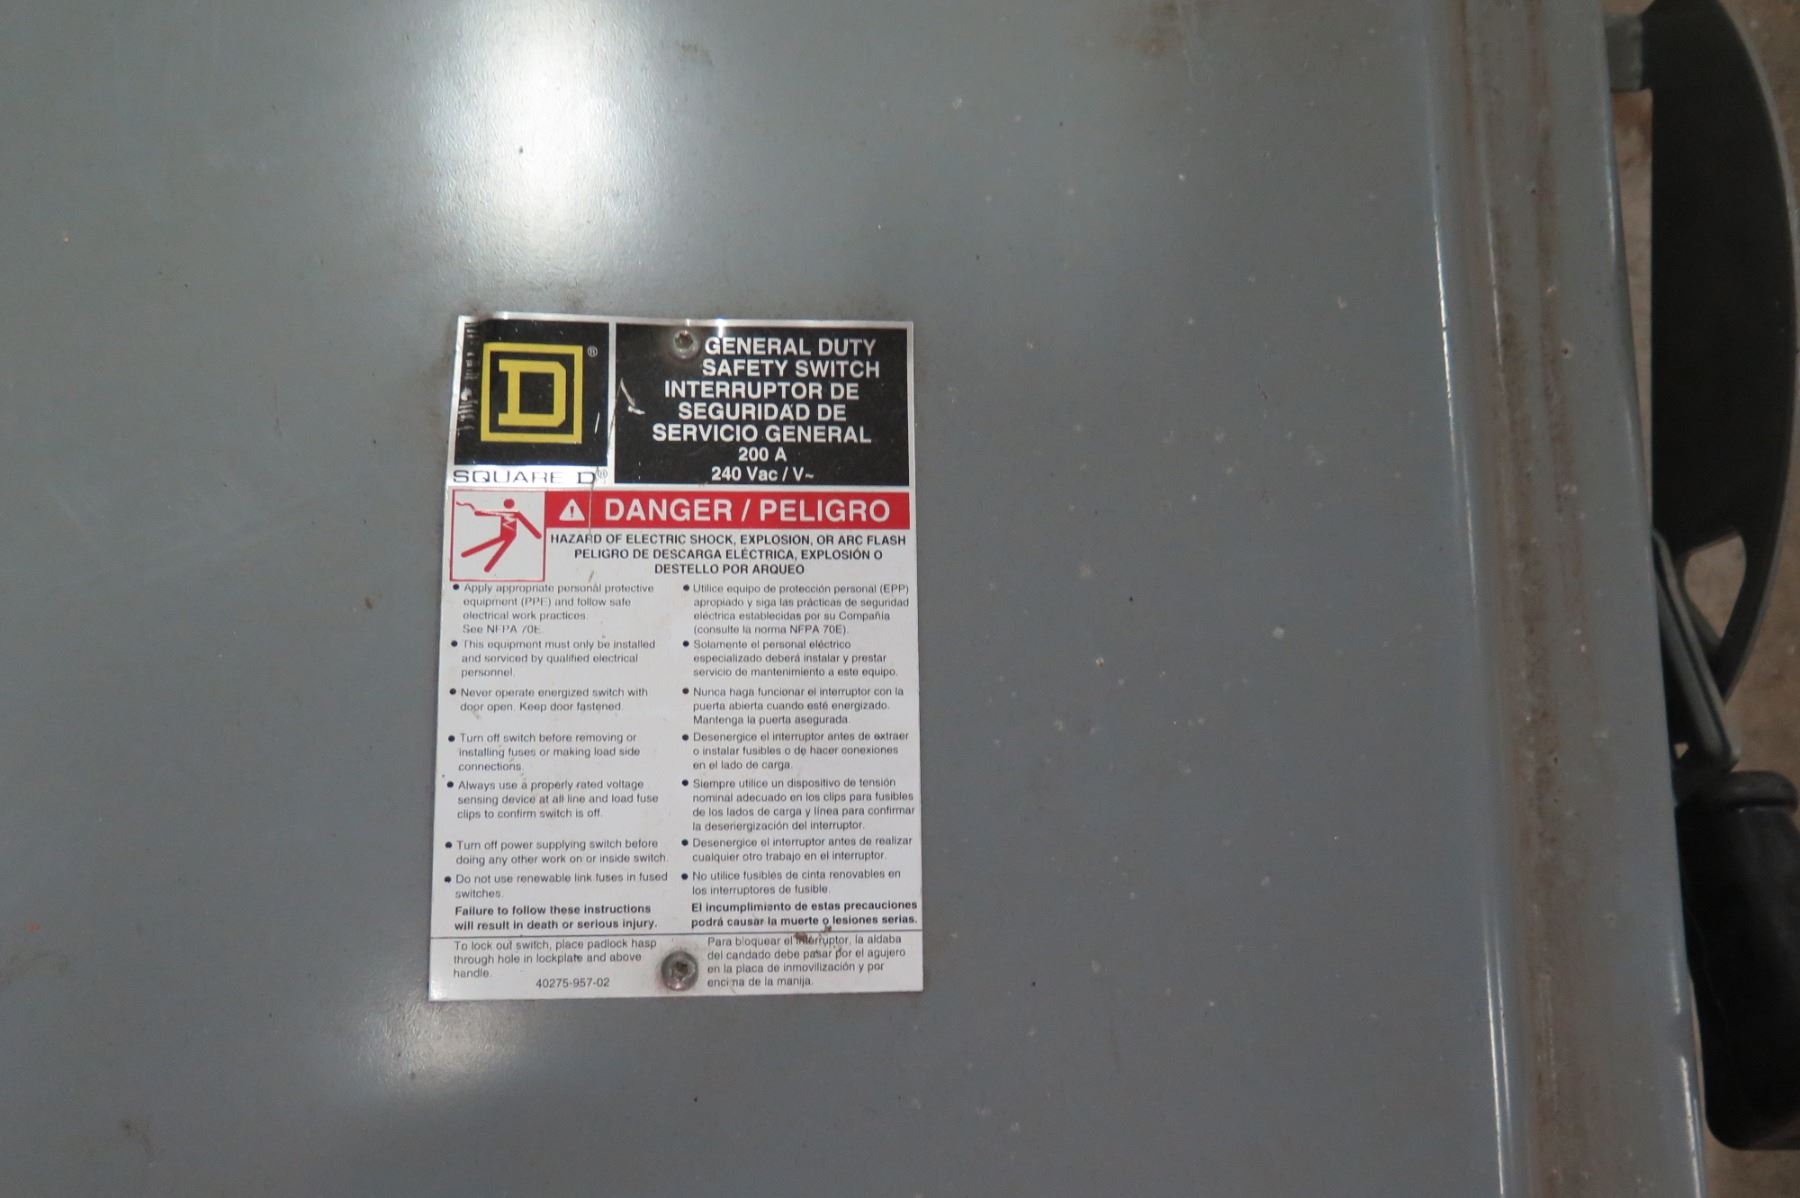 D®
SQUARE D®
GENERAL DUTY
SAFETY SWITCH
INTERRUPTOR DE
SEGURIDAD DE
SERVICIO GENERAL
200 A
240 Vac / V~
DANGER / PELIGRO
HAZARD OF ELECTRIC SHOCK, EXPLOSION, OR ARC FLASH
PELIGRO DE DESCARGA ELÉCTRICA, EXPLOSIÓN O
DESTELLO POR ARQUEO
• Apply appropriate personal protective
equipment (PPE) and follow safe
electrical work practices.
See NFPA 70E.
• This equipment must only be installed
and serviced by qualified electrical
personnel.
• Never operate energized switch with
door open. Keep door fastened.
• Turn off switch before removing or
installing fuses or making load side
connections.
• Always use a properly rated voltage
sensing device at all line and load fuse
clips to confirm switch is off.
• Turn off power supplying switch before
doing any other work on or inside switch.
• Do not use renewable link fuses in fused
switches.
Failure to follow these instructions
will result in death or serious injury.
• Utilice equipo de protección personal (EPP)
apropiado y siga las prácticas de seguridad
eléctrica establecidas por su Compañía
(consulte la norma NFPA 70E).
• Solamente el personal eléctrico
especializado deberá instalar y prestar
servicio de mantenimiento a este equipo.
• Nunca haga funcionar el interruptor con la
puerta abierta cuando esté energizado.
Mantenga la puerta asegurada.
• Desenergice el interruptor antes de extraer
o instalar fusibles o de hacer conexiones
en el lado de carga.
• Siempre utilice un dispositivo de tensión
nominal adecuado en los clips para fusibles
de los lados de carga y línea para confirmar
la desenergización del interruptor.
• Desenergice el interruptor antes de realizar
cualquier otro trabajo en el interruptor.
• No utilice fusibles de cinta renovables en
los interruptores de fusible.
El incumplimiento de estas precauciones
podrá causar la muerte o lesiones serias.
To lock out switch, place padlock hasp
through hole in lockplate and above
handle.
40275-957-02
Para bloquear el interruptor, la aldaba
del candado debe pasar por el agujero
en la placa de inmovilización y por
encima de la manija.